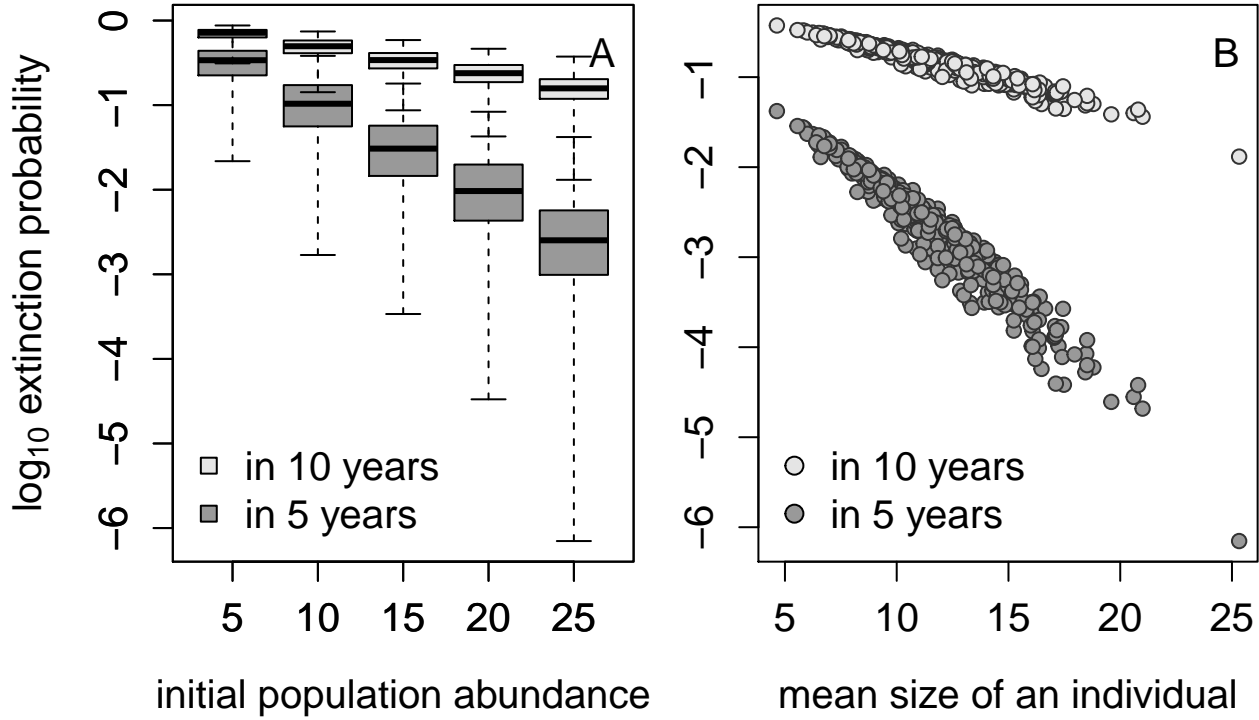 log10 extinction probability
0
−1
−2
−3
−4
−5
−6
A
in 10 years
in 5 years
5 10 15 20 25
initial population abundance
−1
−2
−3
−4
−5
−6
B
in 10 years
in 5 years
5 10 15 20 25
mean size of an individual